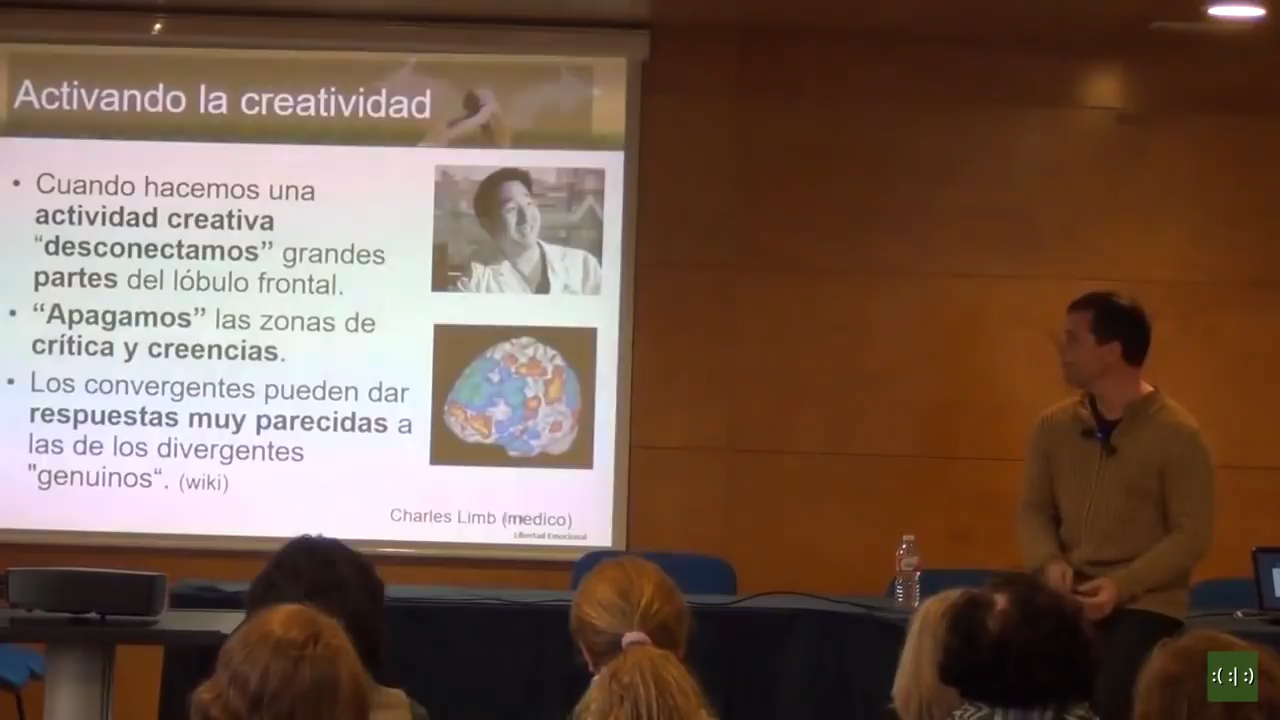 Activando la creatividad
• Cuando hacemos una
actividad creativa
“desconectamos” grandes
partes del lóbulo frontal.
• “Apagamos” las zonas de
crítica y creencias.
• Los convergentes pueden dar
respuestas muy parecidas a
las de los divergentes
"genuinos“. (wiki)
Charles Limb (medico)
Libertad Emocional
:( :| :)